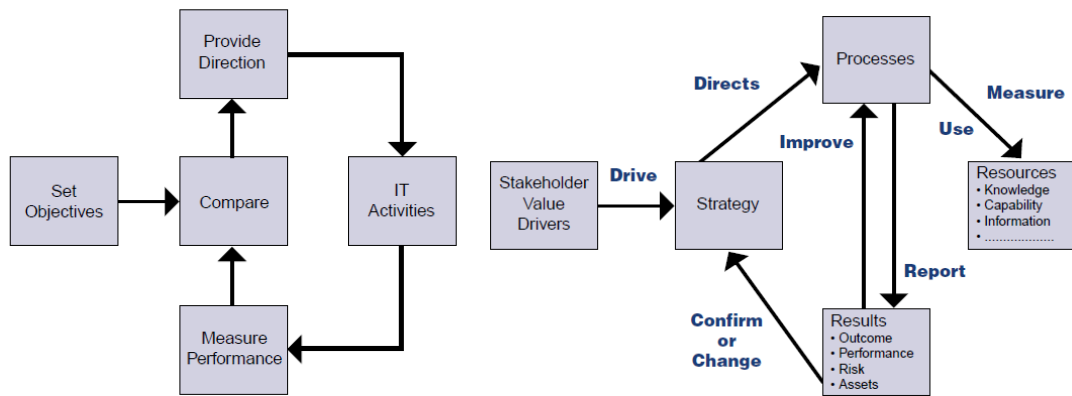 Provide
Direction
Set
Objectives
Compare
IT
Activities
Measure
Performance
Processes
Directs
Measure
Use
Improve
Drive
Stakeholder
Value
Drivers
Strategy
Resources
• Knowledge
• Capability
• Information
• ...................
Report
Confirm
or
Change
Results
• Outcome
• Performance
• Risk
• Assets